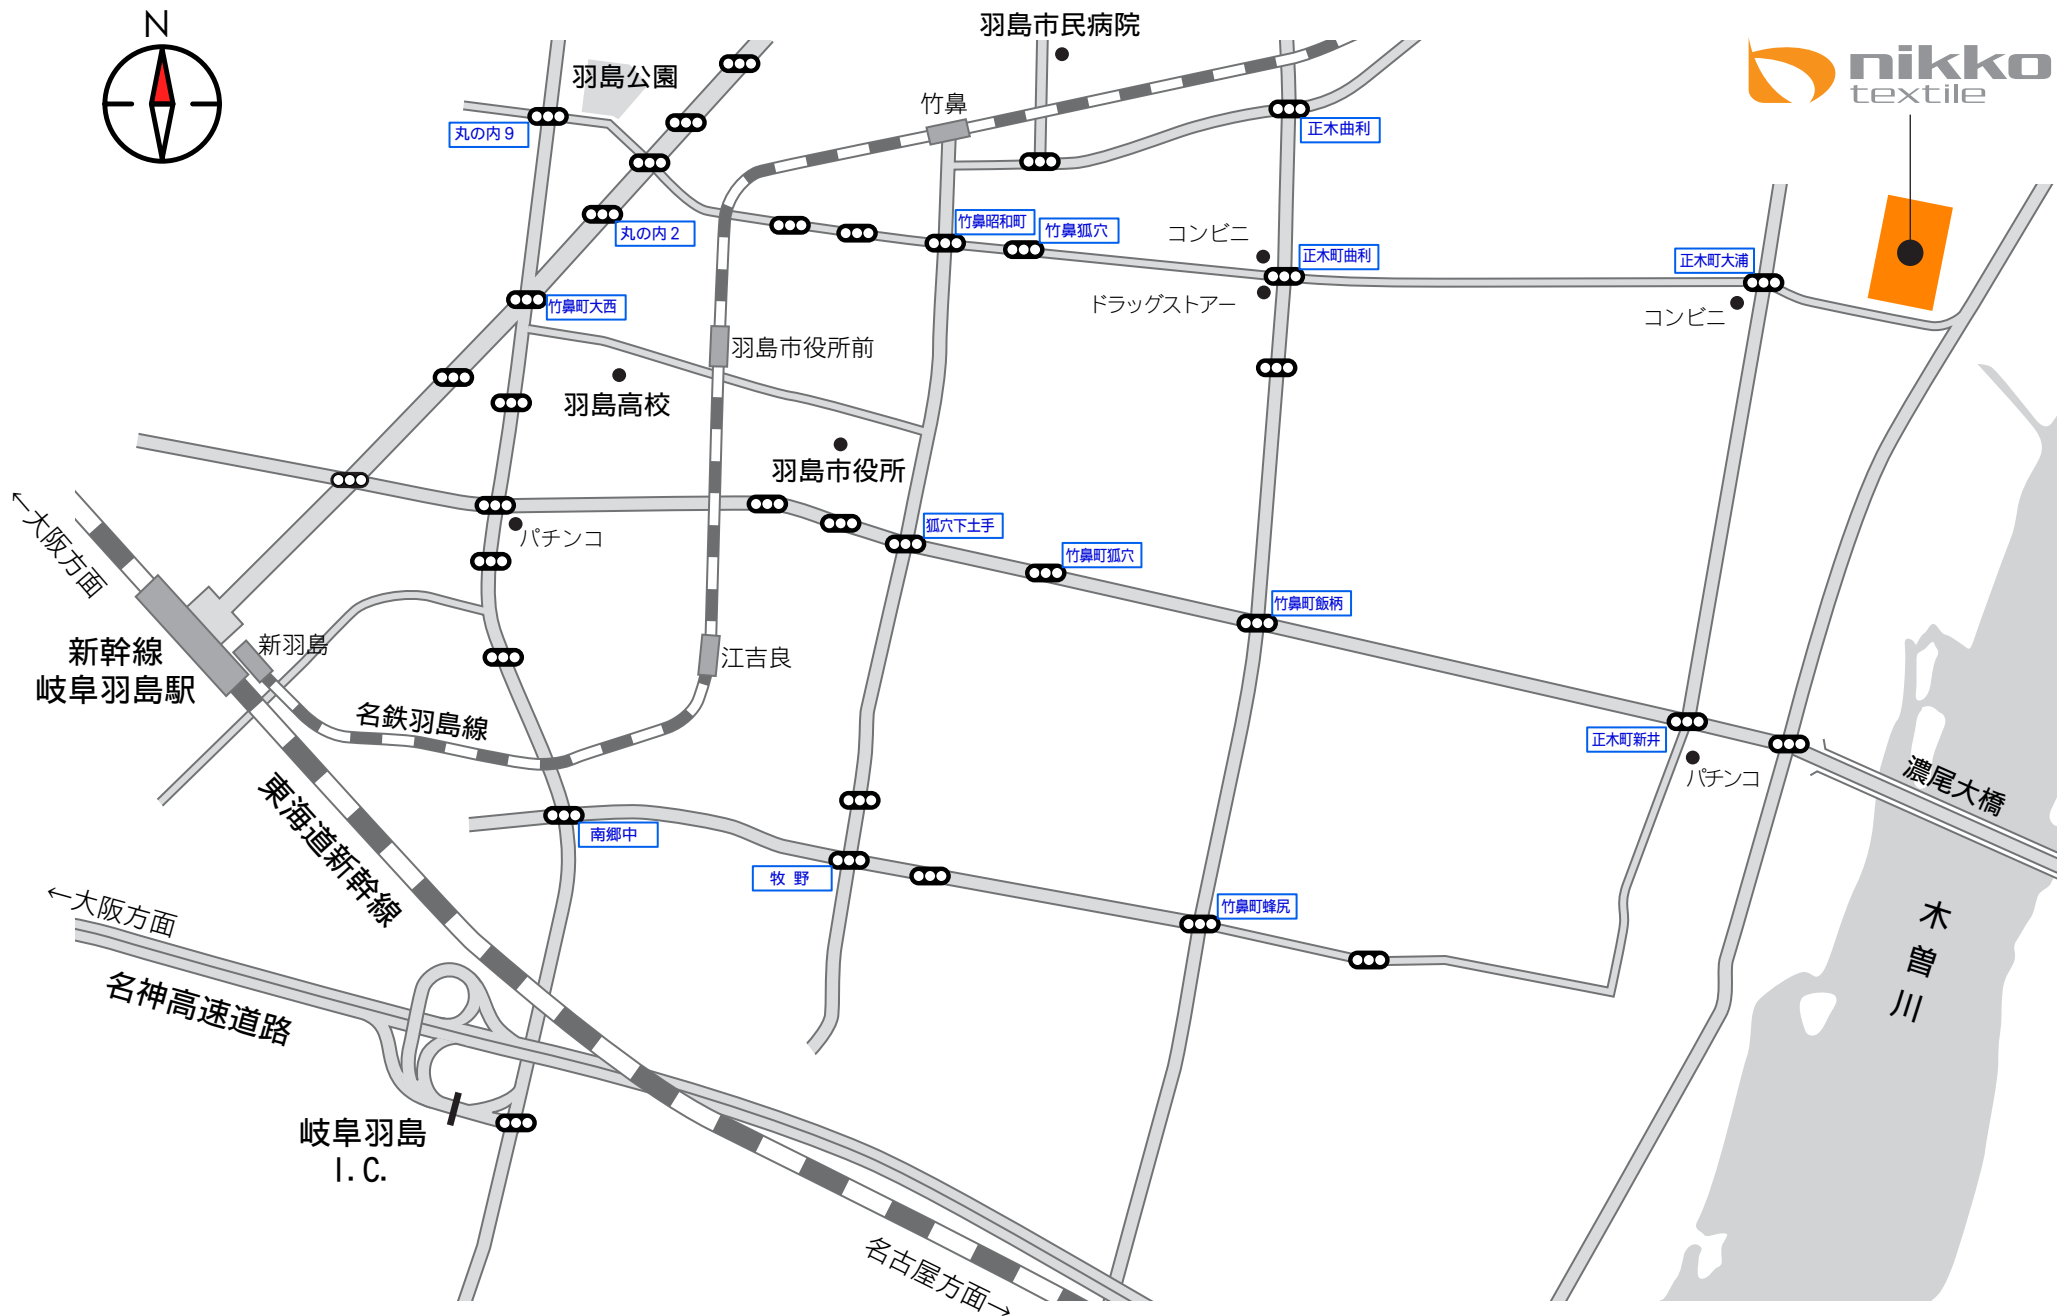 N
羽島市民病院
nikko
textile
羽島公園
竹鼻
丸の内9
正木曲利
丸の内2
竹鼻昭和町
竹鼻狐穴
コンビニ
正木町曲利
正木町大浦
竹鼻町大西
ドラッグストアー
コンビニ
羽島市役所前
羽島高校
羽島市役所
←大阪方面
パチンコ
狐穴下土手
竹鼻町狐穴
竹鼻町飯柄
新幹線
岐阜羽島駅
新羽島
江吉良
名鉄羽島線
正木町新井
パチンコ
濃尾大橋
東海道新幹線
南郷中
牧 野
竹鼻町蜂尻
←大阪方面
名神高速道路
木曽川
岐阜羽島
I.C.
名古屋方面→